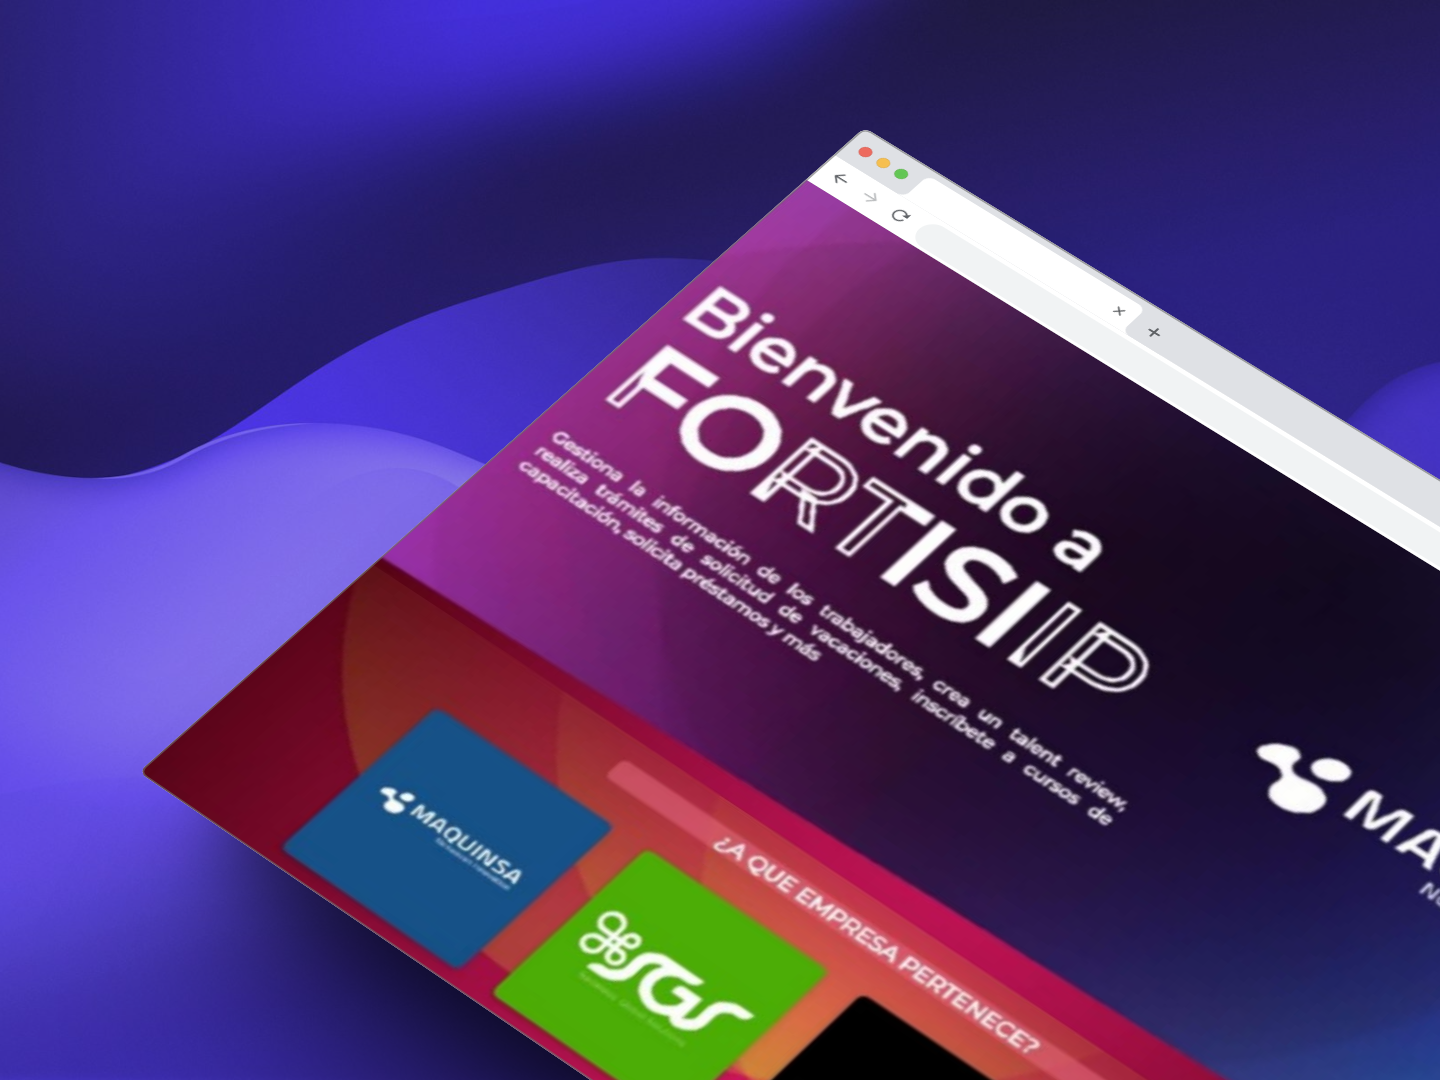 Bienvenido a
FORTISIIP
Gestiona la información de los trabajadores, crea un talent review,
realiza trámites de solicitud de vacaciones, inscríbete a cursos de
capacitación, solicita préstamos y más
MA
¿A QUE EMPRESA PERTENECE?
MAQUINSA
SGS